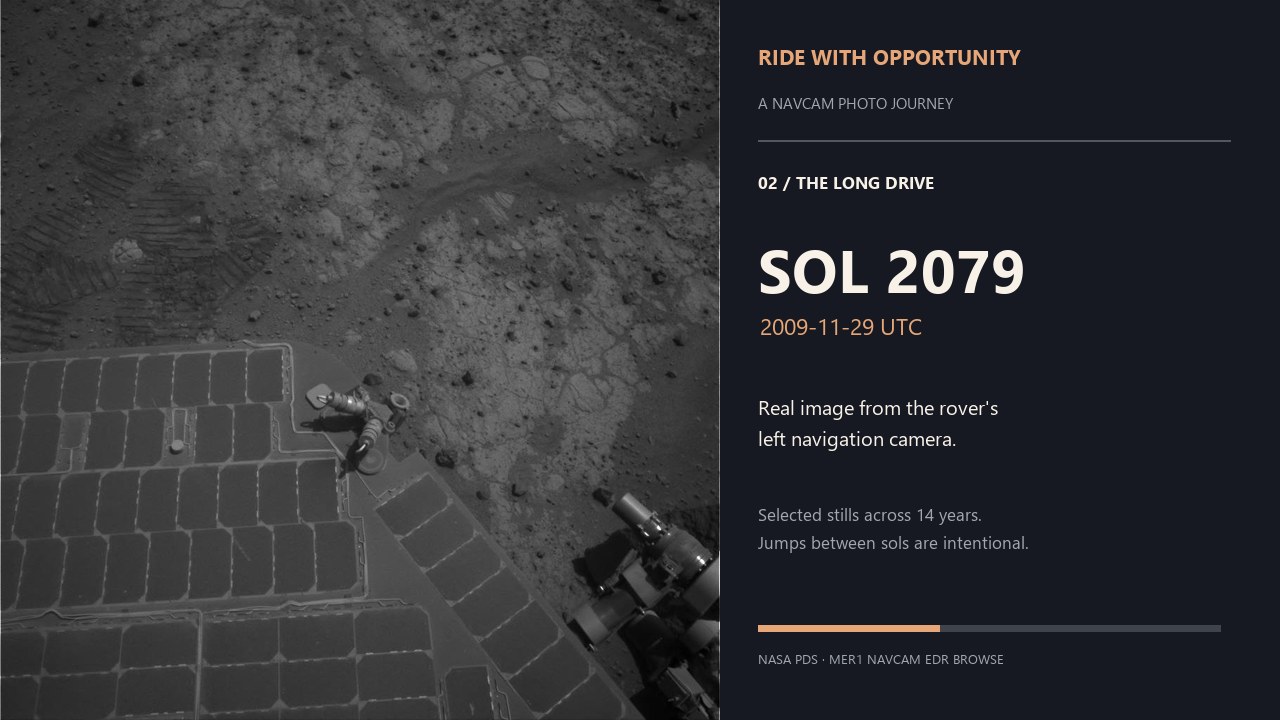 RIDE WITH OPPORTUNITY
A NAVCAM PHOTO JOURNEY
02 / THE LONG DRIVE
SOL 2079
2009-11-29 UTC
Real image from the rover's
left navigation camera.
Selected stills across 14 years.
Jumps between sols are intentional.
NASA PDS · MER1 NAVCAM EDR BROWSE